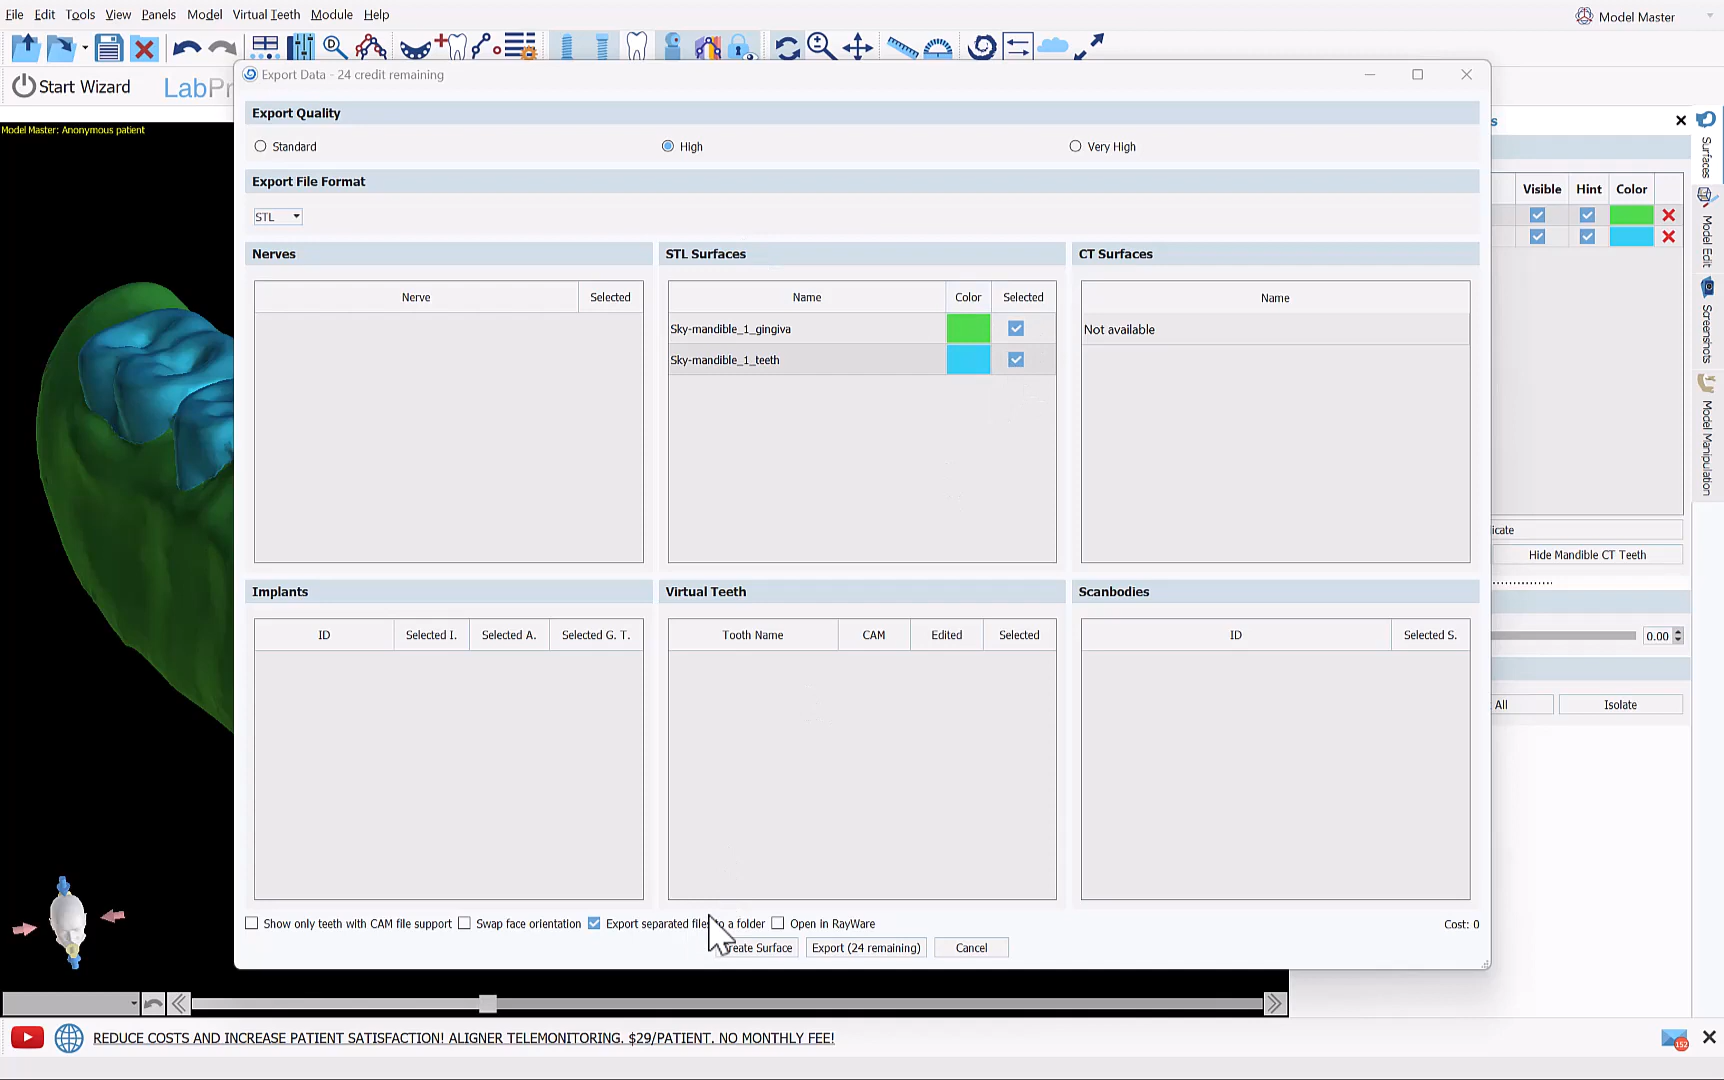 File Edit Tools View Panels Model Virtual Teeth Module Help
Model Master
Start Wizard
Model Master: Anonymous patient
Export Data - 24 credit remaining
Export Quality
Standard High Very High
Export File Format
STL
Nerves
Nerve Selected
STL Surfaces
Name Color Selected
Sky-mandible_1_gingiva
Sky-mandible_1_teeth
CT Surfaces
Name
Not available
Implants
ID Selected I. Selected A. Selected G. T.
Virtual Teeth
Tooth Name CAM Edited Selected
Scanbodies
ID Selected S.
Show only teeth with CAM file support Swap face orientation Export separated files to a folder Open in RayWare
Cost: 0
Surface Export (24 remaining) Cancel
Visible Hint Color
Hide Mandible CT Teeth
0.00
All Isolate
Surfaces
Model Edit
Screenshots
Model Manipulation
REDUCE COSTS AND INCREASE PATIENT SATISFACTION! ALIGNER TELEMONITORING. $29/PATIENT. NO MONTHLY FEE!
152